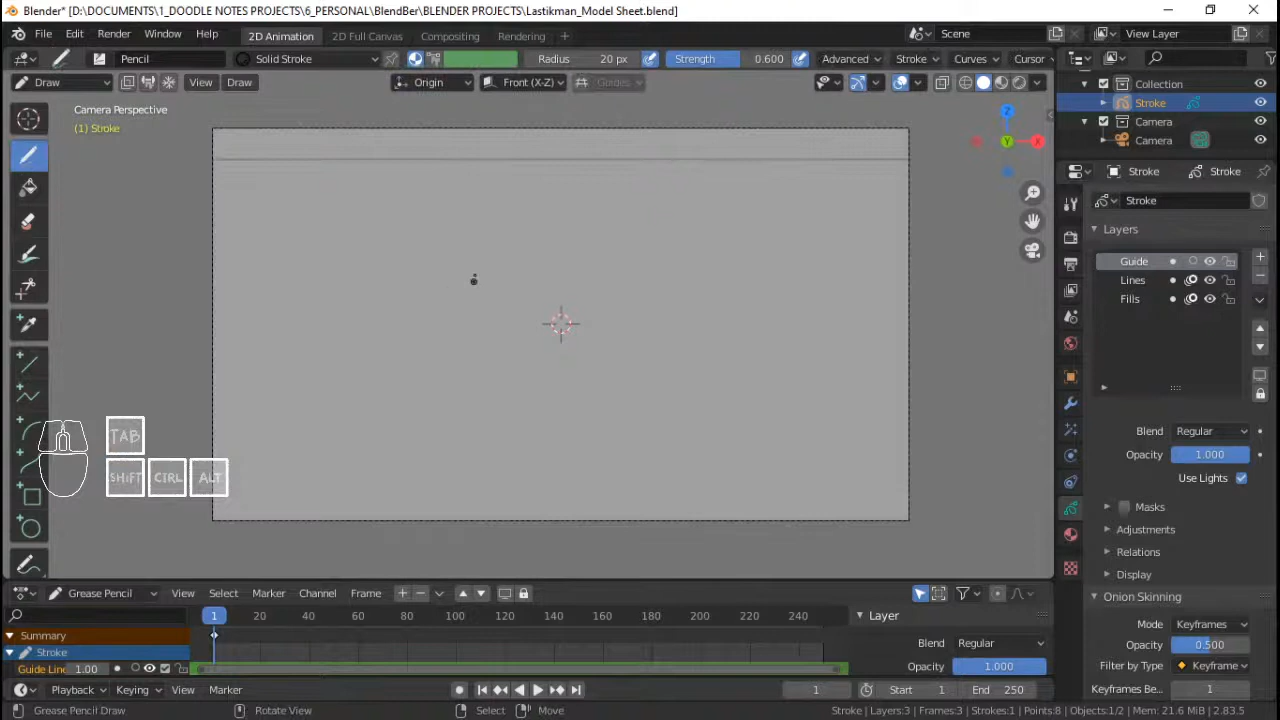 Blender* [D:\DOCUMENTS\1_DOODLE NOTES PROJECTS\6_PERSONAL\BlendBer\BLENDER PROJECTS\Lastikman_Model Sheet.blend]
File Edit Render Window Help 2D Animation 2D Full Canvas Compositing Rendering + Scene View Layer
Pencil Solid Stroke Radius 20 px Strength 0.600 Advanced Stroke Curves Cursor
Draw View Draw Origin Front (X-Z) Guides
Collection
Stroke
Camera
Camera
Camera Perspective
(1) Stroke
Z
Y
X
Stroke Stroke
Stroke
Layers
Guide
Lines
Fills
Blend Regular
Opacity 1.000
Use Lights
Masks
Adjustments
Relations
Display
Onion Skinning
Mode Keyframes
Opacity 0.500
Filter by Type Keyframe
Keyframes Be... 1
TAB
SHiFT CTRL ALT
Grease Pencil View Select Marker Channel Frame
1 20 40 60 80 100 120 140 160 180 200 220 240
Summary
Stroke
Guide Line 1.00
Layer
Blend Regular
Opacity 1.000
Playback Keying View Marker 1 Start 1 End 250
Grease Pencil Draw Rotate View Select Move Stroke | Layers:3 | Frames:3 | Strokes:1 | Points:8 | Objects:1/2 | Mem: 21.6 MiB | 2.83.5